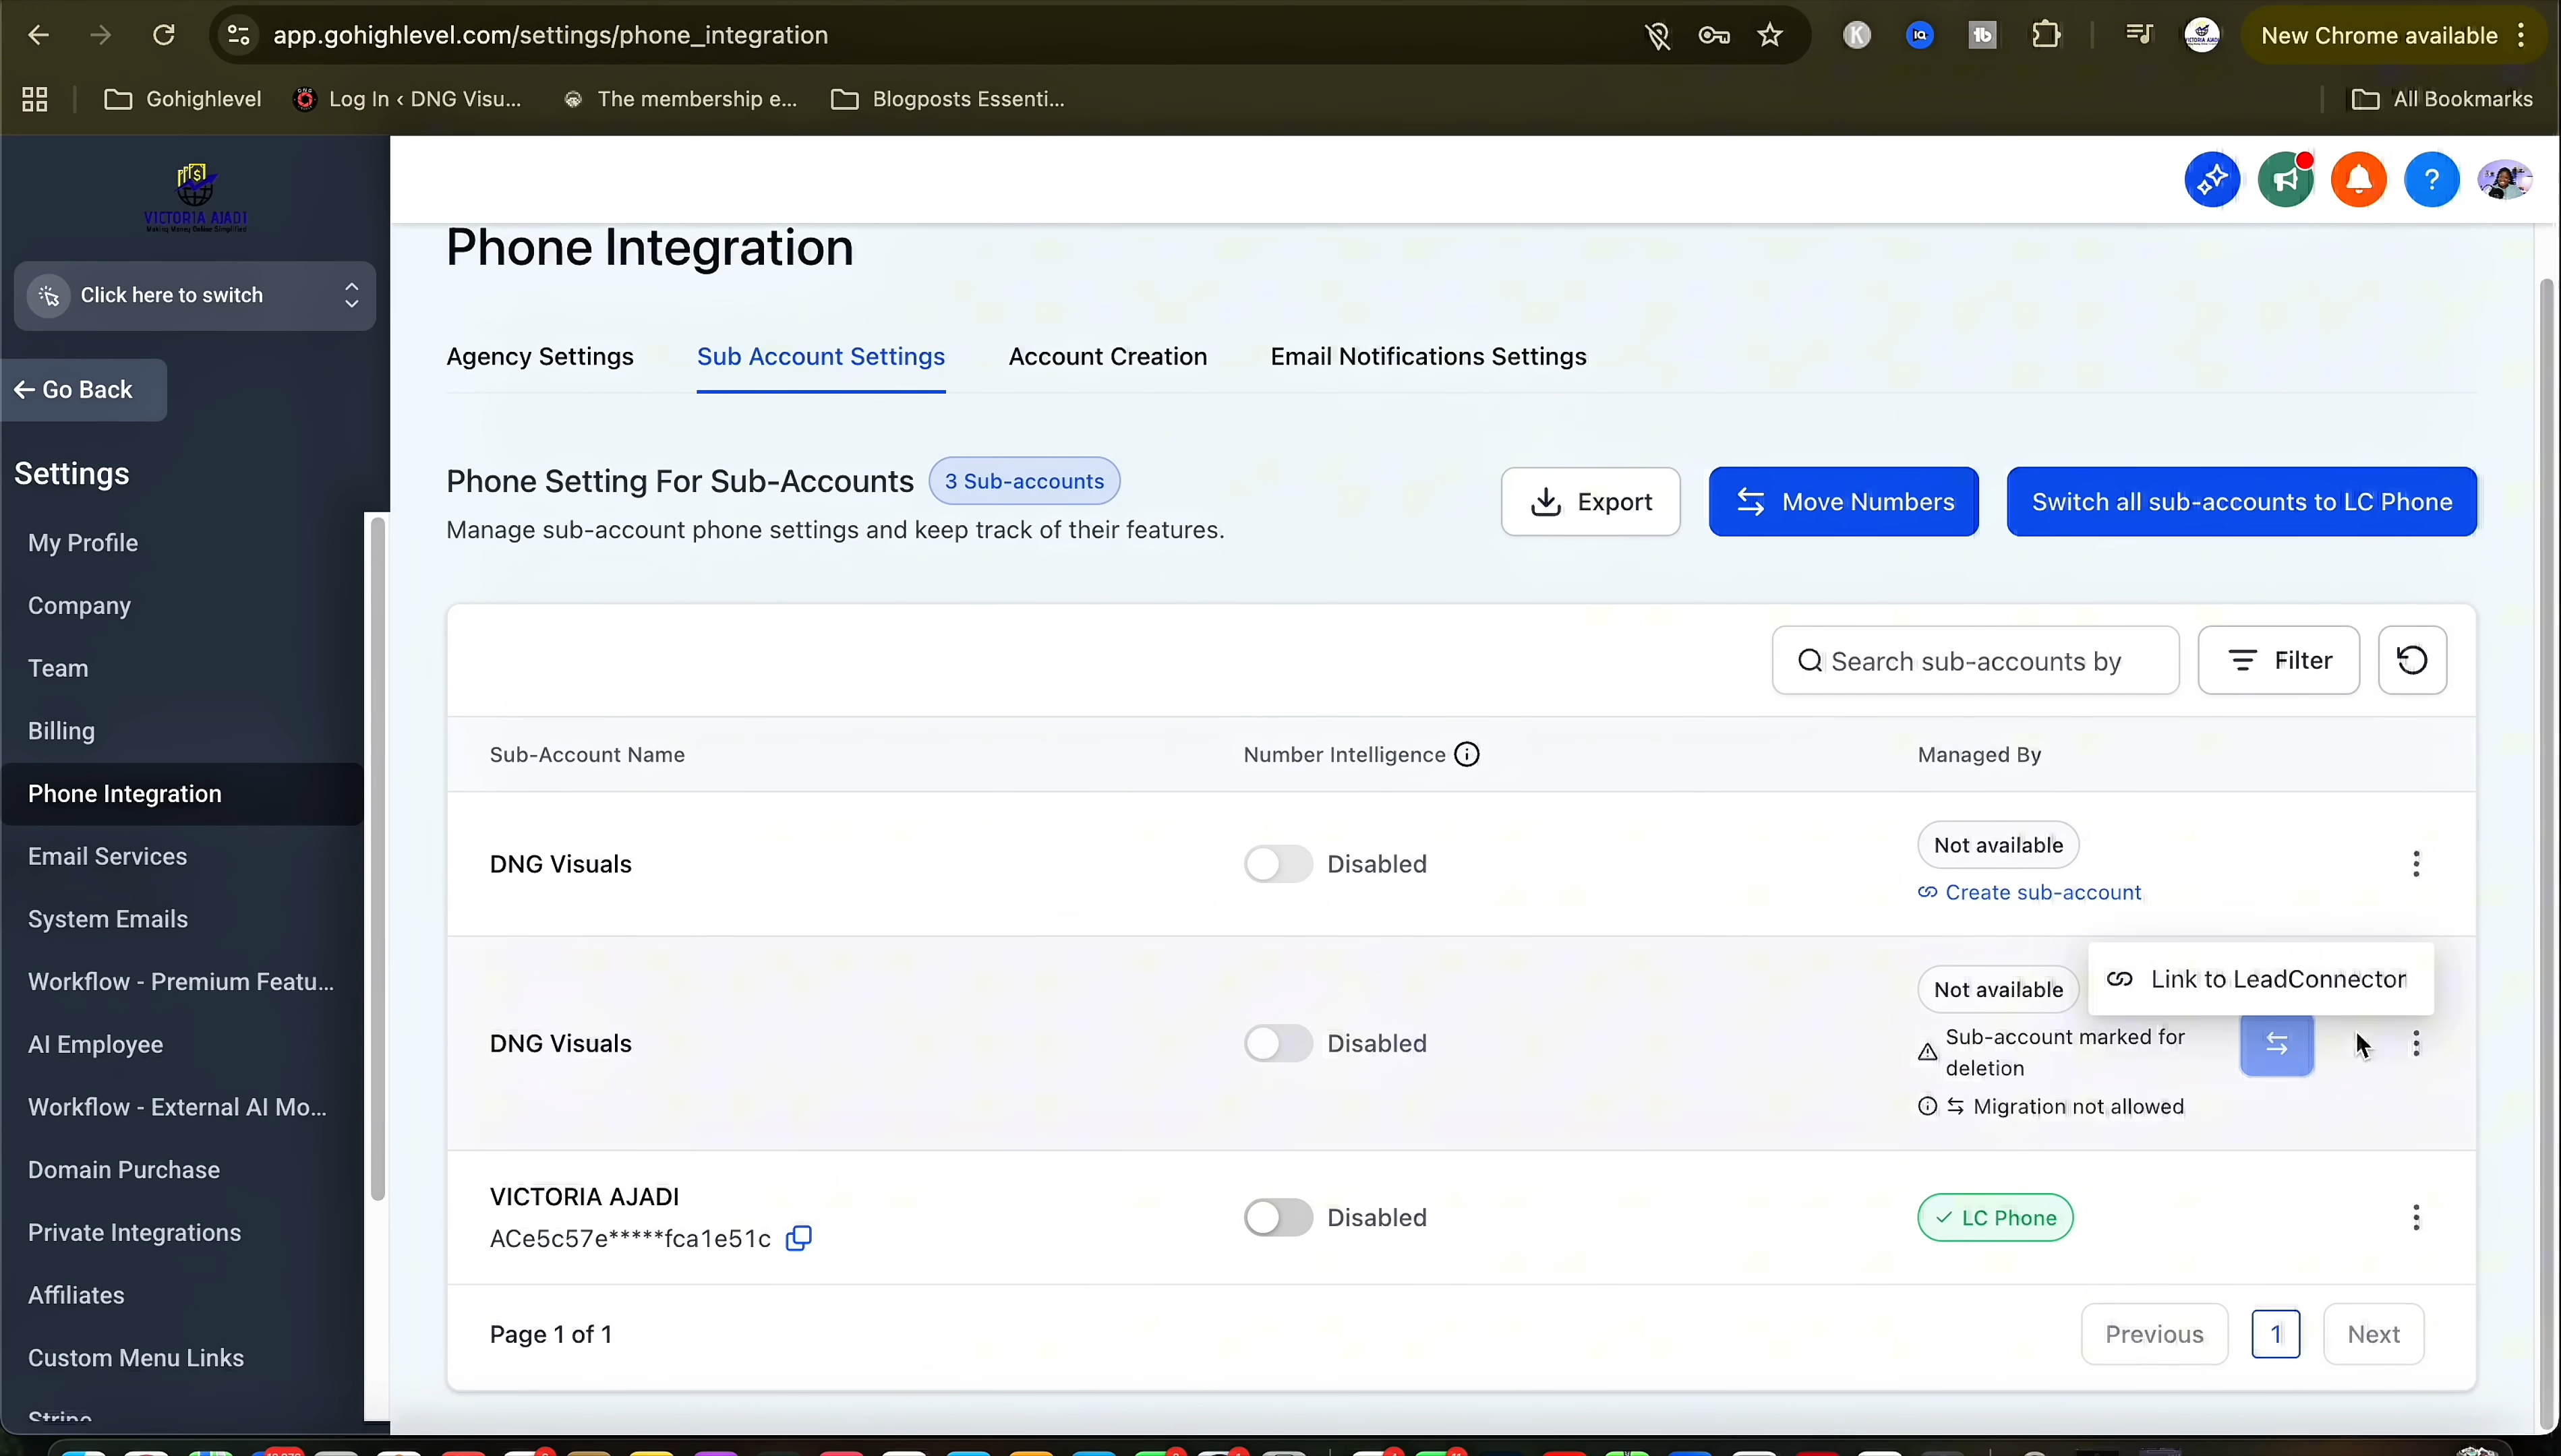 app.gohighlevel.com/settings/phone_integration
New Chrome available
Gohighlevel
Log In < DNG Visu...
The membership e...
Blogposts Essenti...
All Bookmarks
VICTORIA AJADI
Making Money Online Simplified
Click here to switch
Go Back
Settings
My Profile
Company
Team
Billing
Phone Integration
Email Services
System Emails
Workflow - Premium Featu...
AI Employee
Workflow - External AI Mo...
Domain Purchase
Private Integrations
Affiliates
Custom Menu Links
Stripe
Phone Integration
Agency Settings
Sub Account Settings
Account Creation
Email Notifications Settings
Phone Setting For Sub-Accounts
3 Sub-accounts
Manage sub-account phone settings and keep track of their features.
Export
Move Numbers
Switch all sub-accounts to LC Phone
Search sub-accounts by
Filter
Sub-Account Name
Number Intelligence
Managed By
DNG Visuals
Disabled
Not available
Create sub-account
DNG Visuals
Disabled
Not available
Link to LeadConnector
Sub-account marked for
deletion
Migration not allowed
VICTORIA AJADI
ACe5c57e*****fca1e51c
Disabled
LC Phone
Page 1 of 1
Previous
1
Next